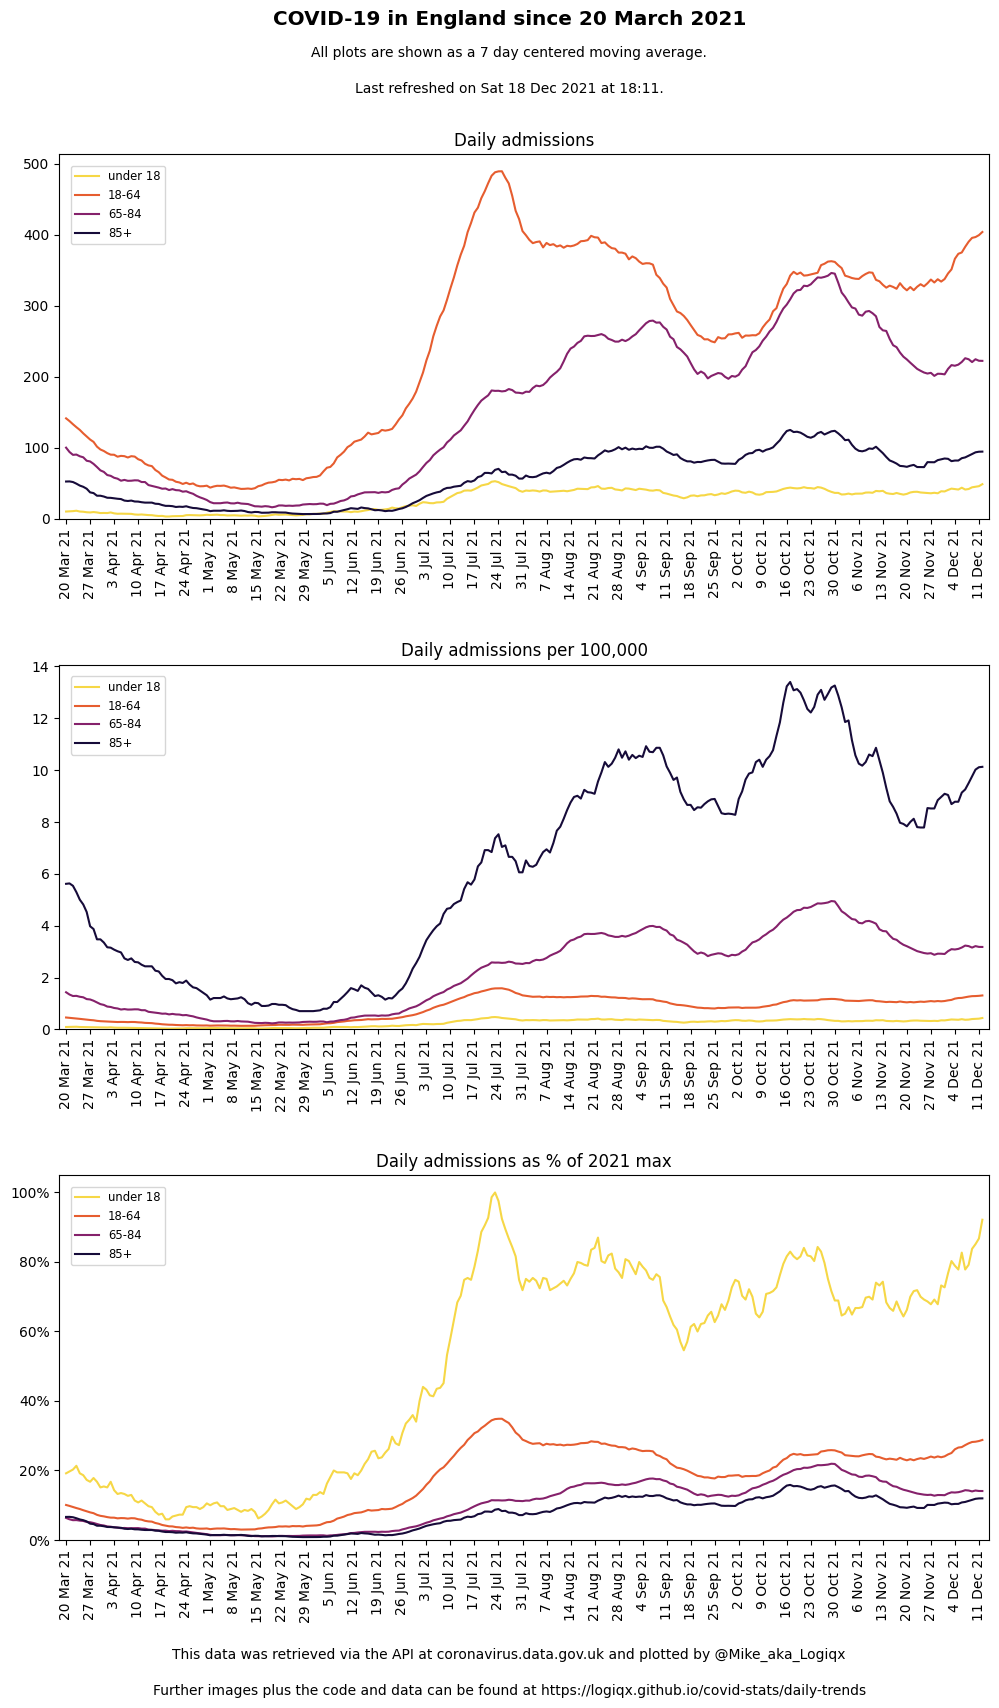 COVID-19 in England since 20 March 2021
All plots are shown as a 7 day centered moving average.
Last refreshed on Sat 18 Dec 2021 at 18:11.
Daily admissions
500
400
300
200
100
0
under 18
18-64
65-84
85+
20 Mar 21
27 Mar 21
3 Apr 21
10 Apr 21
17 Apr 21
24 Apr 21
1 May 21
8 May 21
15 May 21
22 May 21
29 May 21
5 Jun 21
12 Jun 21
19 Jun 21
26 Jun 21
3 Jul 21
10 Jul 21
17 Jul 21
24 Jul 21
31 Jul 21
7 Aug 21
14 Aug 21
21 Aug 21
28 Aug 21
4 Sep 21
11 Sep 21
18 Sep 21
25 Sep 21
2 Oct 21
9 Oct 21
16 Oct 21
23 Oct 21
30 Oct 21
6 Nov 21
13 Nov 21
20 Nov 21
27 Nov 21
4 Dec 21
11 Dec 21
Daily admissions per 100,000
14
12
10
8
6
4
2
0
under 18
18-64
65-84
85+
20 Mar 21
27 Mar 21
3 Apr 21
10 Apr 21
17 Apr 21
24 Apr 21
1 May 21
8 May 21
15 May 21
22 May 21
29 May 21
5 Jun 21
12 Jun 21
19 Jun 21
26 Jun 21
3 Jul 21
10 Jul 21
17 Jul 21
24 Jul 21
31 Jul 21
7 Aug 21
14 Aug 21
21 Aug 21
28 Aug 21
4 Sep 21
11 Sep 21
18 Sep 21
25 Sep 21
2 Oct 21
9 Oct 21
16 Oct 21
23 Oct 21
30 Oct 21
6 Nov 21
13 Nov 21
20 Nov 21
27 Nov 21
4 Dec 21
11 Dec 21
Daily admissions as % of 2021 max
100%
80%
60%
40%
20%
0%
under 18
18-64
65-84
85+
20 Mar 21
27 Mar 21
3 Apr 21
10 Apr 21
17 Apr 21
24 Apr 21
1 May 21
8 May 21
15 May 21
22 May 21
29 May 21
5 Jun 21
12 Jun 21
19 Jun 21
26 Jun 21
3 Jul 21
10 Jul 21
17 Jul 21
24 Jul 21
31 Jul 21
7 Aug 21
14 Aug 21
21 Aug 21
28 Aug 21
4 Sep 21
11 Sep 21
18 Sep 21
25 Sep 21
2 Oct 21
9 Oct 21
16 Oct 21
23 Oct 21
30 Oct 21
6 Nov 21
13 Nov 21
20 Nov 21
27 Nov 21
4 Dec 21
11 Dec 21
This data was retrieved via the API at coronavirus.data.gov.uk and plotted by @Mike_aka_Logiqx
Further images plus the code and data can be found at https://logiqx.github.io/covid-stats/daily-trends